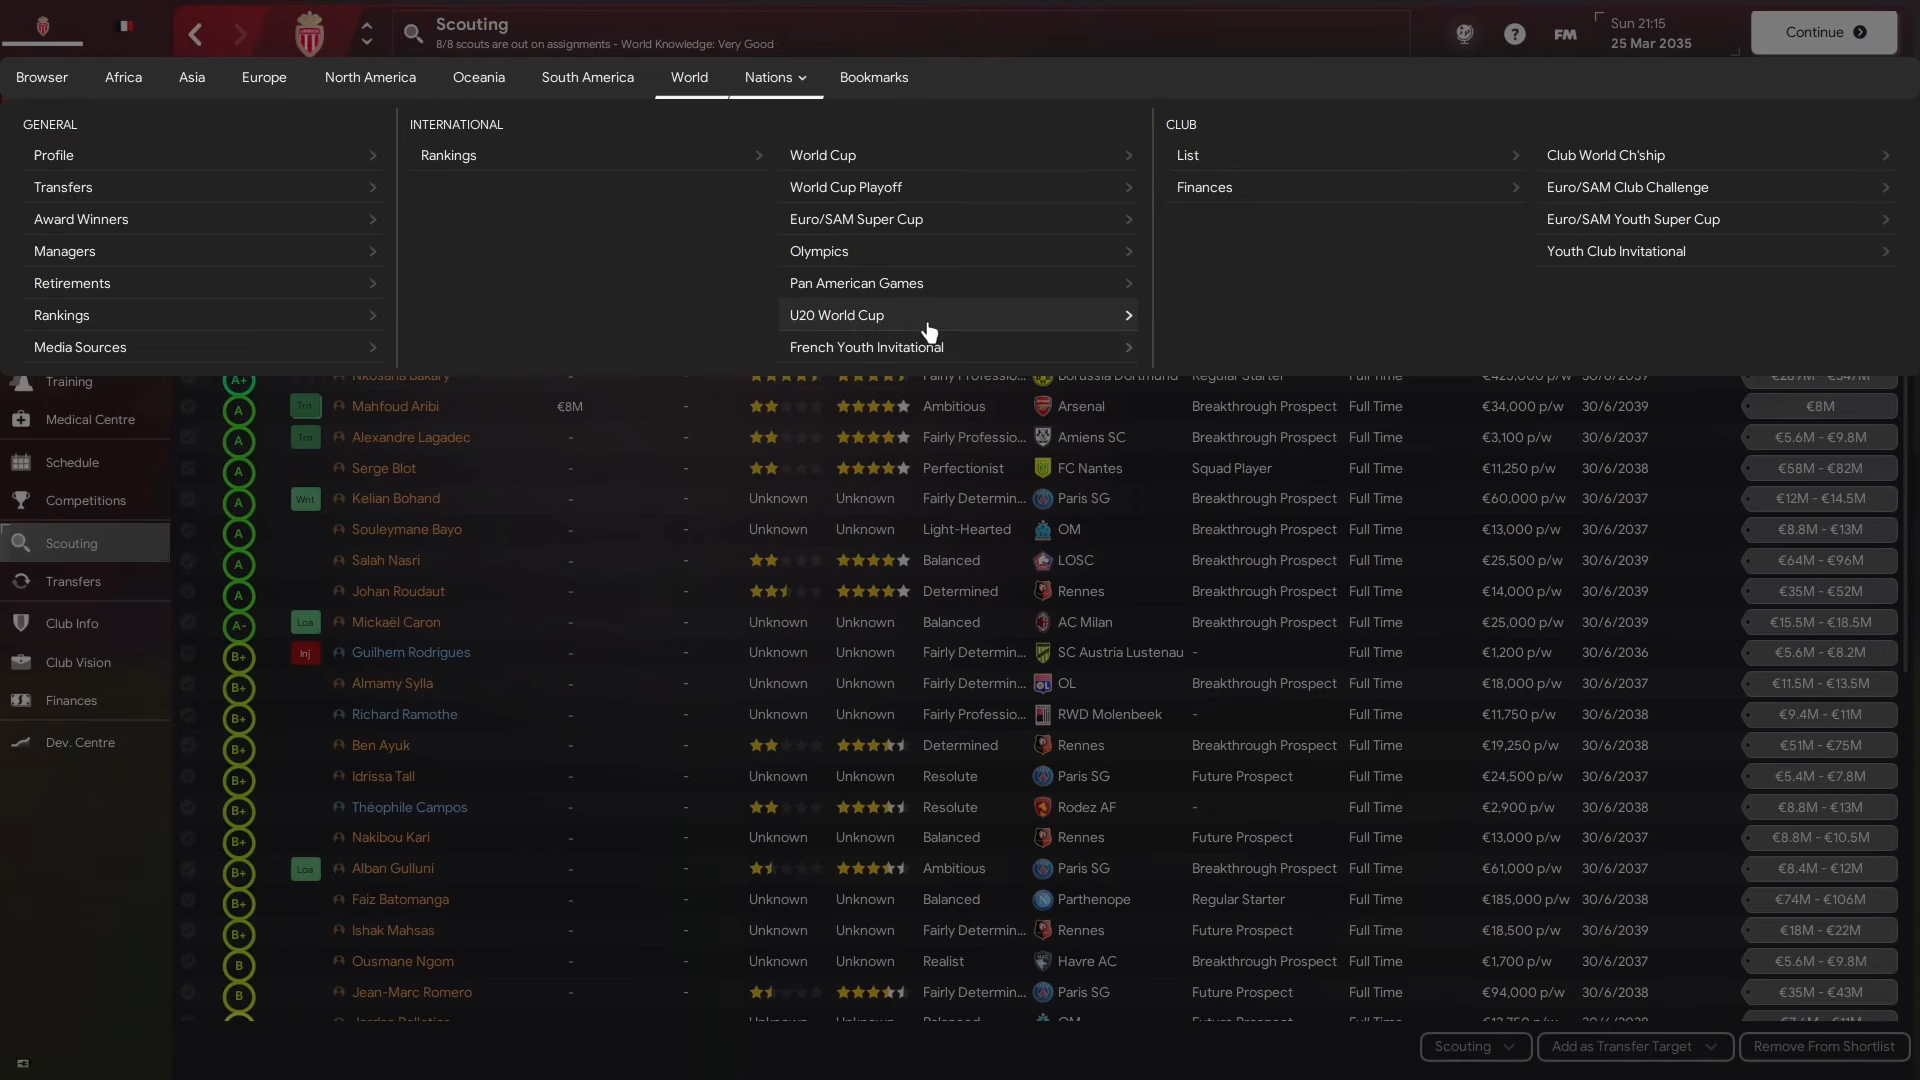 Scouting
8/8 scouts are out on assignments - World Knowledge: Very Good
FM
Sun 21:15
25 Mar 2035
Continue
Browser Africa Asia Europe North America Oceania South America World Nations Bookmarks
GENERAL
Profile
Transfers
Award Winners
Managers
Retirements
Rankings
Media Sources
INTERNATIONAL
Rankings
World Cup
World Cup Playoff
Euro/SAM Super Cup
Olympics
Pan American Games
U20 World Cup
French Youth Invitational
CLUB
List
Finances
Club World Ch'ship
Euro/SAM Club Challenge
Euro/SAM Youth Super Cup
Youth Club Invitational
Training
Medical Centre
Schedule
Competitions
Scouting
Transfers
Club Info
Club Vision
Finances
Dev. Centre
A+ Nkosana Bakary - - Fairly Professio... Borussia Dortmund Regular Starter Full Time
A Trn Mahfoud Aribi €8M - Ambitious Arsenal Breakthrough Prospect Full Time €34,000 p/w 30/6/2039 €8M
A Trn Alexandre Lagadec - - Fairly Professio... Amiens SC Breakthrough Prospect Full Time €3,100 p/w 30/6/2037 €5.6M - €9.8M
A Serge Blot - - Perfectionist FC Nantes Squad Player Full Time €11,250 p/w 30/6/2038 €58M - €82M
A Wnt Kelian Bohand - - Unknown Unknown Fairly Determin... Paris SG Breakthrough Prospect Full Time €60,000 p/w 30/6/2037 €12M - €14.5M
A Souleymane Bayo - - Unknown Unknown Light-Hearted OM Breakthrough Prospect Full Time €13,000 p/w 30/6/2037 €8.8M - €13M
A Salah Nasri - - Balanced LOSC Breakthrough Prospect Full Time €25,500 p/w 30/6/2039 €64M - €96M
A Johan Roudaut - - Determined Rennes Breakthrough Prospect Full Time €14,000 p/w 30/6/2039 €35M - €52M
A- Loa Mickaël Caron - - Unknown Unknown Balanced AC Milan Breakthrough Prospect Full Time €25,000 p/w 30/6/2039 €15.5M - €18.5M
B+ Inj Guilhem Rodrigues - - Unknown Unknown Fairly Determin... SC Austria Lustenau - Full Time €1,200 p/w 30/6/2036 €5.6M - €8.2M
B+ Almamy Sylla - - Unknown Unknown Fairly Determin... OL Breakthrough Prospect Full Time €18,000 p/w 30/6/2037 €11.5M - €13.5M
B+ Richard Ramothe - - Unknown Unknown Fairly Professio... RWD Molenbeek - Full Time €11,750 p/w 30/6/2038 €9.4M - €11M
B+ Ben Ayuk - - Determined Rennes Breakthrough Prospect Full Time €19,250 p/w 30/6/2038 €51M - €75M
B+ Idrissa Tall - - Unknown Unknown Resolute Paris SG Future Prospect Full Time €24,500 p/w 30/6/2037 €5.4M - €7.8M
B+ Théophile Campos - - Resolute Rodez AF - Full Time €2,900 p/w 30/6/2038 €8.8M - €13M
B+ Nakibou Kari - - Unknown Unknown Balanced Rennes Future Prospect Full Time €13,000 p/w 30/6/2037 €8.8M - €10.5M
B+ Loa Alban Gulluni - - Ambitious Paris SG Breakthrough Prospect Full Time €61,000 p/w 30/6/2037 €8.4M - €12M
B+ Faiz Batomanga - - Unknown Unknown Balanced Parthenope Regular Starter Full Time €185,000 p/w 30/6/2038 €74M - €106M
B+ Ishak Mahsas - - Unknown Unknown Fairly Determin... Rennes Future Prospect Full Time €18,500 p/w 30/6/2039 €18M - €22M
B Ousmane Ngom - - Unknown Unknown Realist Havre AC Breakthrough Prospect Full Time €1,700 p/w 30/6/2037 €5.6M - €9.8M
B Jean-Marc Romero - - Fairly Determin... Paris SG Future Prospect Full Time €94,000 p/w 30/6/2038 €35M - €43M
Scouting Add as Transfer Target Remove From Shortlist